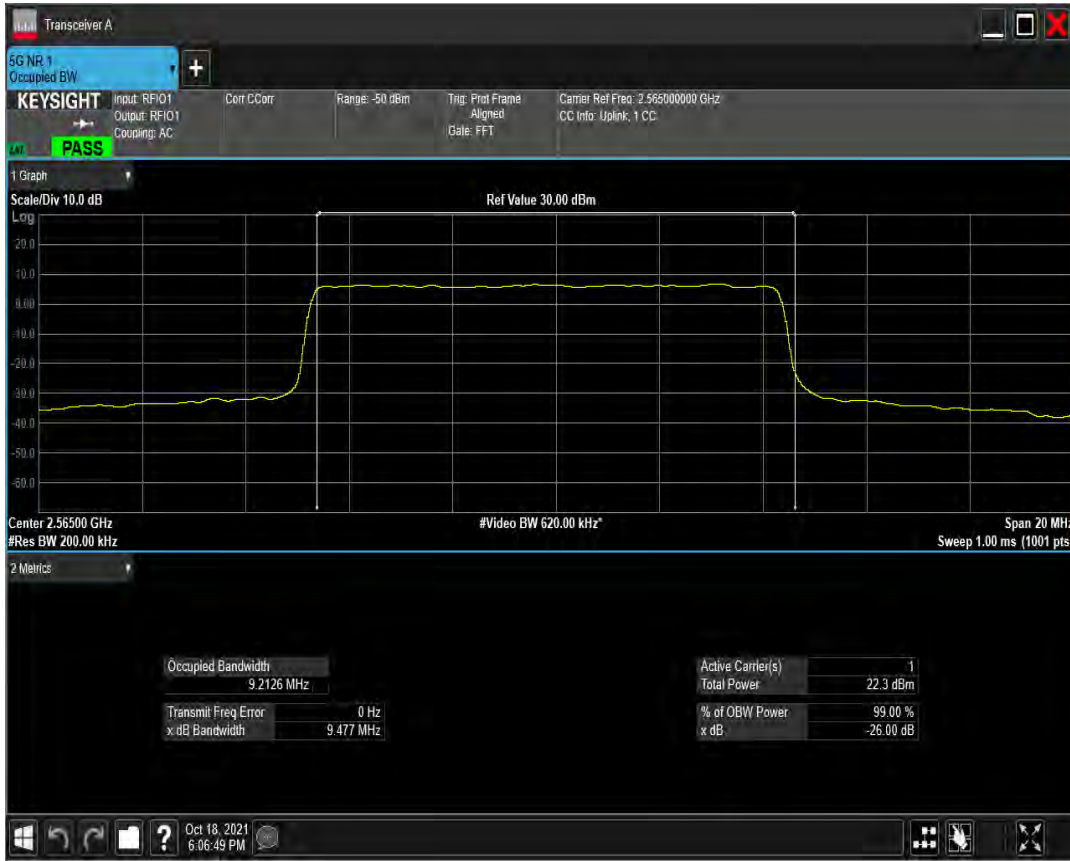 Transceiver A
5G NR 1
Occupied BW
+
KEYSIGHT
Input: RFIO1
Output: RFIO1
Coupling: AC
PASS
Corr CCorr
Range: -50 dBm
Trig: Prot Frame
Aligned
Gate: FFT
Carrier Ref Freq: 2.565000000 GHz
CC Info: Uplink, 1 CC
1 Graph
Scale/Div 10.0 dB
Ref Value 30.00 dBm
Log
20.0
10.0
0.00
-10.0
-20.0
-30.0
-40.0
-50.0
-60.0
Center 2.56500 GHz
#Video BW 620.00 kHz*
Span 20 MHz
#Res BW 200.00 kHz
Sweep 1.00 ms (1001 pts
2 Metrics
Occupied Bandwidth
9.2126 MHz
Transmit Freq Error 0 Hz
x dB Bandwidth 9.477 MHz
Active Carrier(s) 1
Total Power 22.3 dBm
% of OBW Power 99.00 %
x dB -26.00 dB
?
Oct 18, 2021
6:06:49 PM